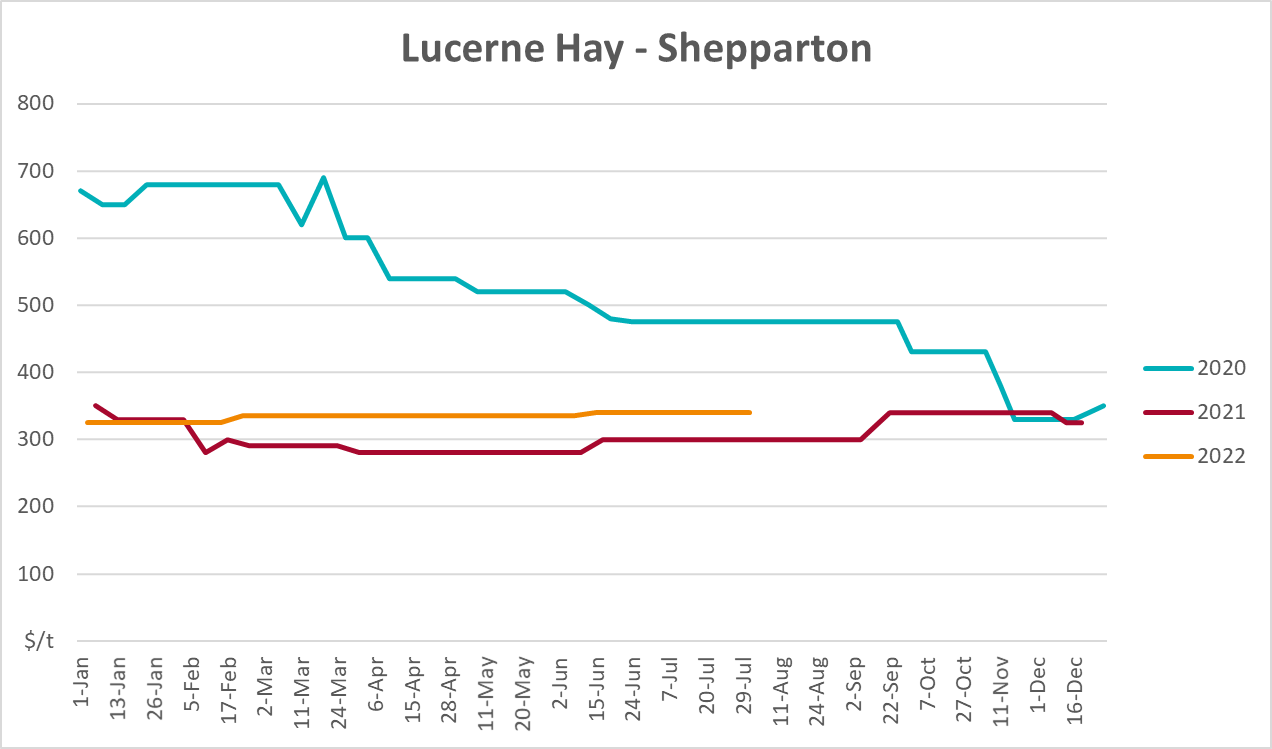 Lucerne Hay - Shepparton
800
700
600
500
400
300
200
100
$/t
1-Jan
13-Jan
26-Jan
5-Feb
17-Feb
2-Mar
11-Mar
24-Mar
6-Apr
15-Apr
28-Apr
11-May
20-May
2-Jun
15-Jun
24-Jun
7-Jul
20-Jul
29-Jul
11-Aug
24-Aug
2-Sep
22-Sep
7-Oct
27-Oct
11-Nov
1-Dec
16-Dec
2020
2021
2022